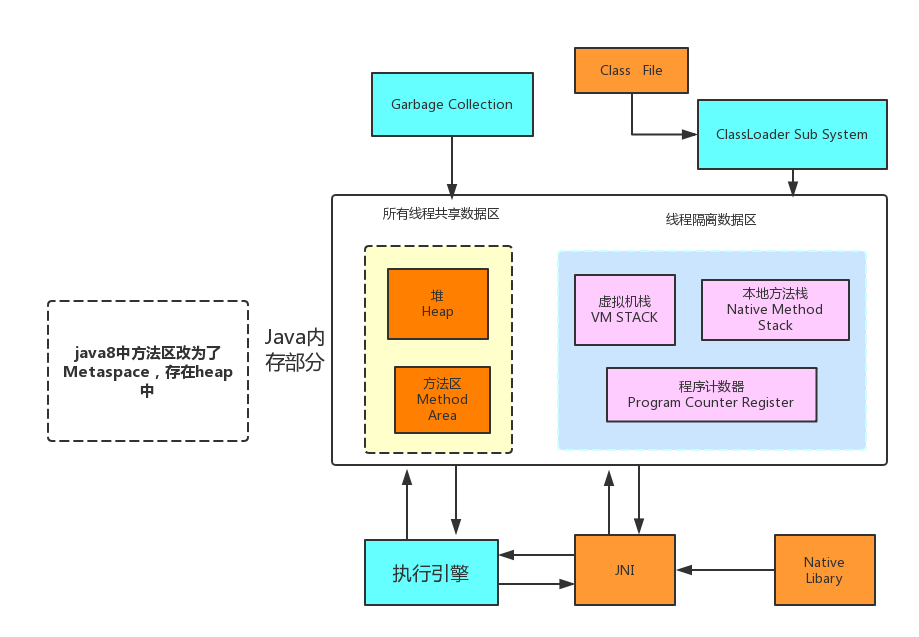 Class File
Garbage Collection
ClassLoader Sub System
所有线程共享数据区
线程隔离数据区
堆
Heap
虚拟机栈
VM STACK
本地方法栈
Native Method
Stack
Java内
存部分
java8中方法区改为了
Metaspace，存在heap
中
方法区
Method
Area
程序计数器
Program Counter Register
执行引擎
JNI
Native
Libary